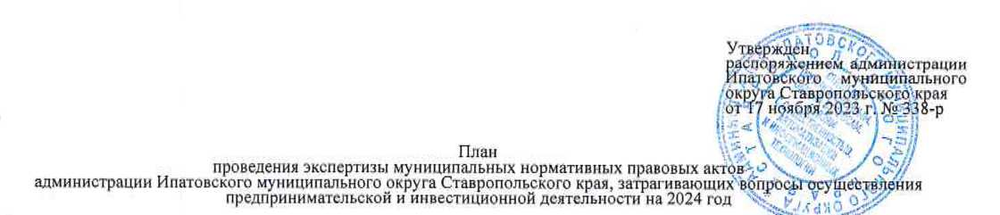 Утвержден
распоряжением администрации
Ипатовского муниципального
округа Ставропольского края
от 17 ноября 2023 г. № 338-р
План
проведения экспертизы муниципальных нормативных правовых актов
администрации Ипатовского муниципального округа Ставропольского края, затрагивающих вопросы осуществления
предпринимательской и инвестиционной деятельности на 2024 год